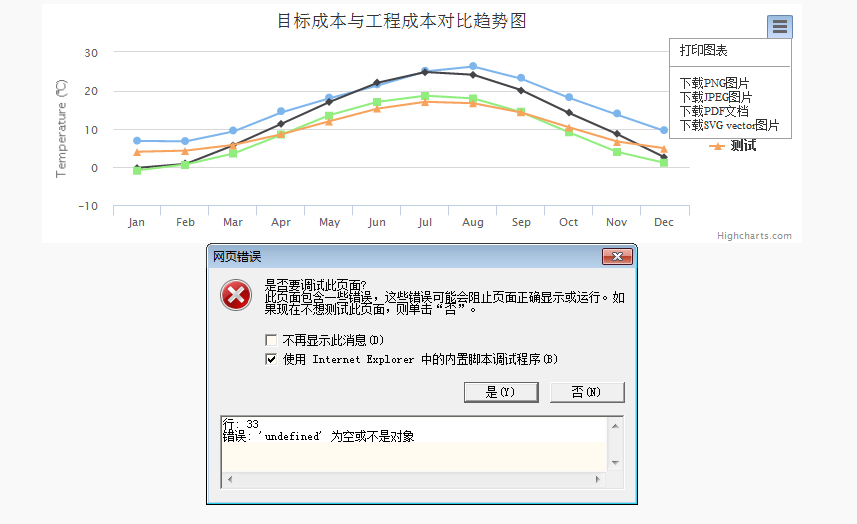 目标成本与工程成本对比趋势图
打印图表
下载PNG图片
下载JPEG图片
下载PDF文档
下载SVG vector图片
测试
Temperature (℃)
30
20
10
0
-10
Jan Feb Mar Apr May Jun Jul Aug Sep Oct Nov Dec
Highcharts.com
网页错误
是否要调试此页面?
此页面包含一些错误，这些错误可能会阻止页面正确显示或运行。如
果现在不想测试此页面，则单击“否”。
不再显示此消息(D)
使用 Internet Explorer 中的内置脚本调试程序(B)
是(Y) 否(N)
行: 33
错误: 'undefined' 为空或不是对象